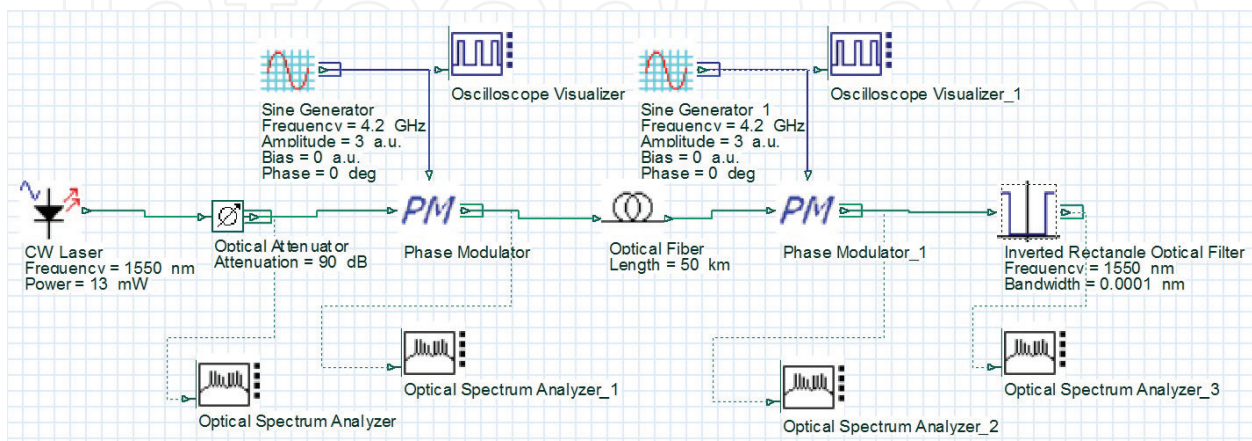 Oscilloscope Visualizer
Oscilloscope Visualizer_1
Sine Generator
Frequency = 4.2 GHz
Amplitude = 3 a.u.
Bias = 0 a.u.
Phase = 0 deg
Sine Generator_1
Frequency = 4.2 GHz
Amplitude = 3 a.u.
Bias = 0 a.u.
Phase = 0 deg
CW Laser
Frequency = 1550 nm
Power = 13 mW
Optical Attenuator
Attenuation = 90 dB
PM
Phase Modulator
Optical Fiber
Length = 50 km
PM
Phase Modulator_1
Inverted Rectangle Optical Filter
Frequency = 1550 nm
Bandwidth = 0.0001 nm
Optical Spectrum Analyzer
Optical Spectrum Analyzer_1
Optical Spectrum Analyzer_2
Optical Spectrum Analyzer_3